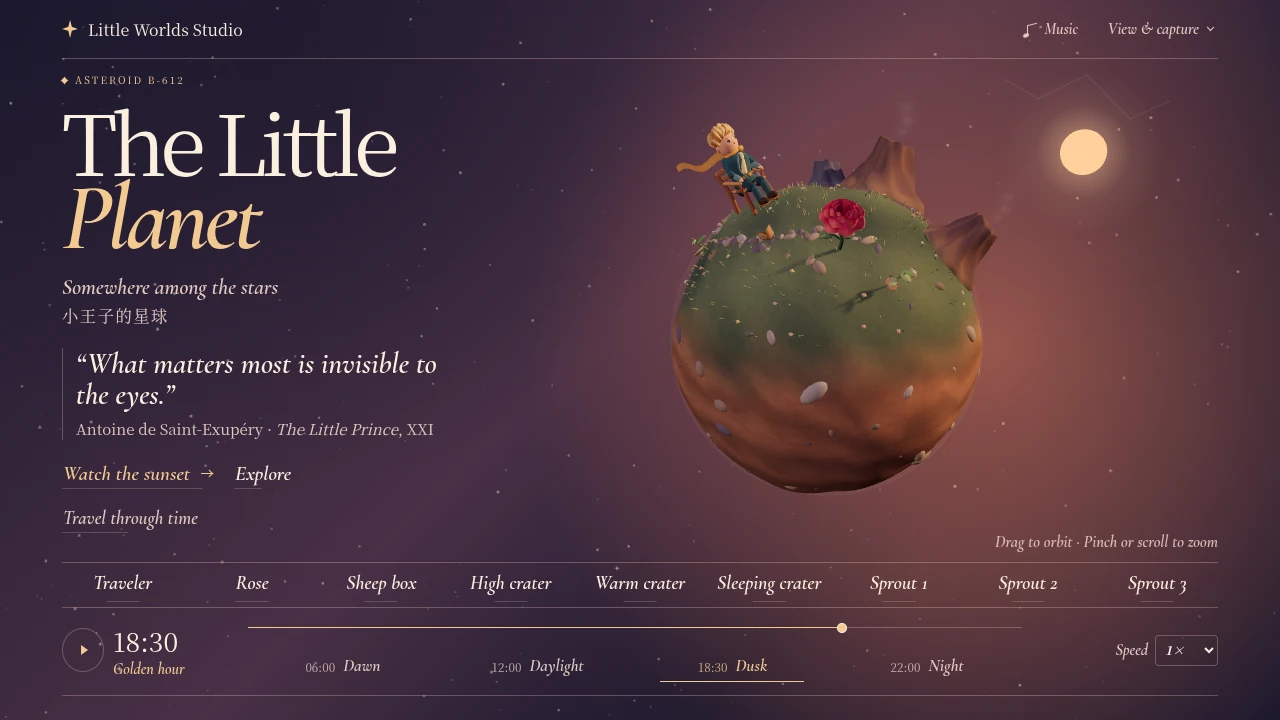 Little Worlds Studio
Music
View & capture
ASTEROID B-612
The Little
Planet
Somewhere among the stars
小王子的星球
“What matters most is invisible to
the eyes.”
Antoine de Saint-Exupéry · The Little Prince, XXI
Watch the sunset →
Explore
Travel through time
Drag to orbit · Pinch or scroll to zoom
Traveler
Rose
Sheep box
High crater
Warm crater
Sleeping crater
Sprout 1
Sprout 2
Sprout 3
18:30
Golden hour
06:00 Dawn
12:00 Daylight
18:30 Dusk
22:00 Night
Speed
1×